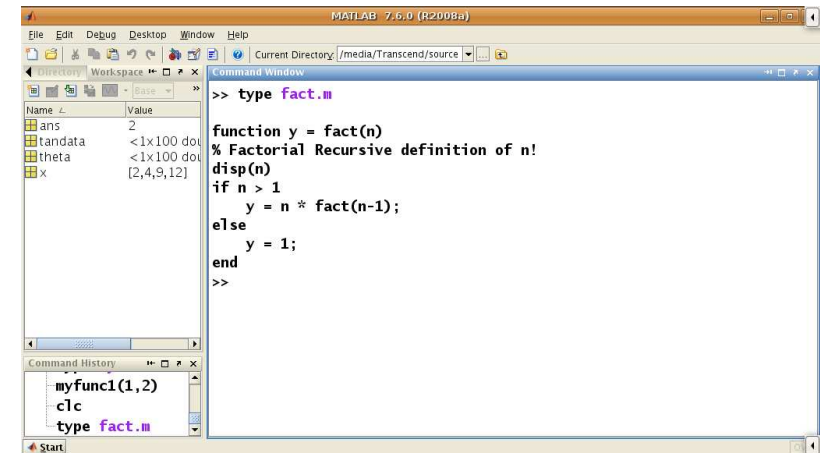 MATLAB 7.6.0 (R2008a)
File Edit Debug Desktop Window Help
Current Directory: /media/Transcend/source
Directory Workspace
Base
Name Value
ans 2
tandata <1x100 dou
theta <1x100 dou
x [2,4,9,12]
Command Window
>> type fact.m
function y = fact(n)
% Factorial Recursive definition of n!
disp(n)
if n > 1
y = n * fact(n-1);
else
y = 1;
end
>>
Command History
myfunc1(1,2)
clc
type fact.m
Start